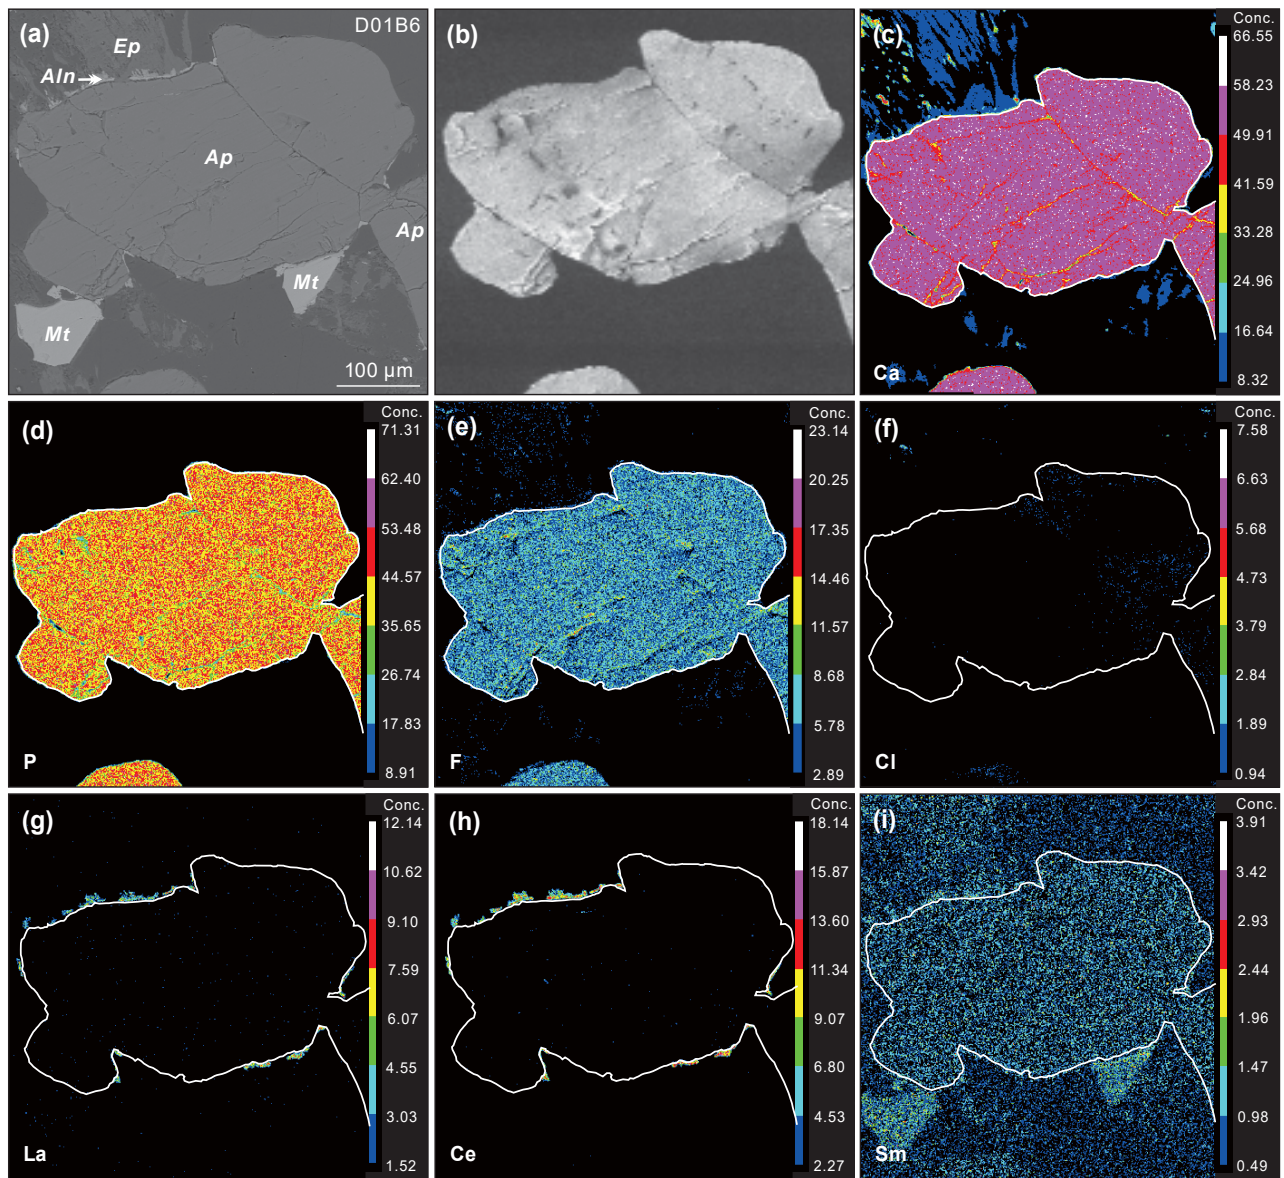 (a)
D01B6
Ep
Aln
Ap
Ap
Mt
Mt
100 µm
(b)
(c)
Conc.
66.55
58.23
49.91
41.59
33.28
24.96
16.64
8.32
Ca
(d)
Conc.
71.31
62.40
53.48
44.57
35.65
26.74
17.83
8.91
P
(e)
Conc.
23.14
20.25
17.35
14.46
11.57
8.68
5.78
2.89
F
(f)
Conc.
7.58
6.63
5.68
4.73
3.79
2.84
1.89
0.94
Cl
(g)
Conc.
12.14
10.62
9.10
7.59
6.07
4.55
3.03
1.52
La
(h)
Conc.
18.14
15.87
13.60
11.34
9.07
6.80
4.53
2.27
Ce
(i)
Conc.
3.91
3.42
2.93
2.44
1.96
1.47
0.98
0.49
Sm